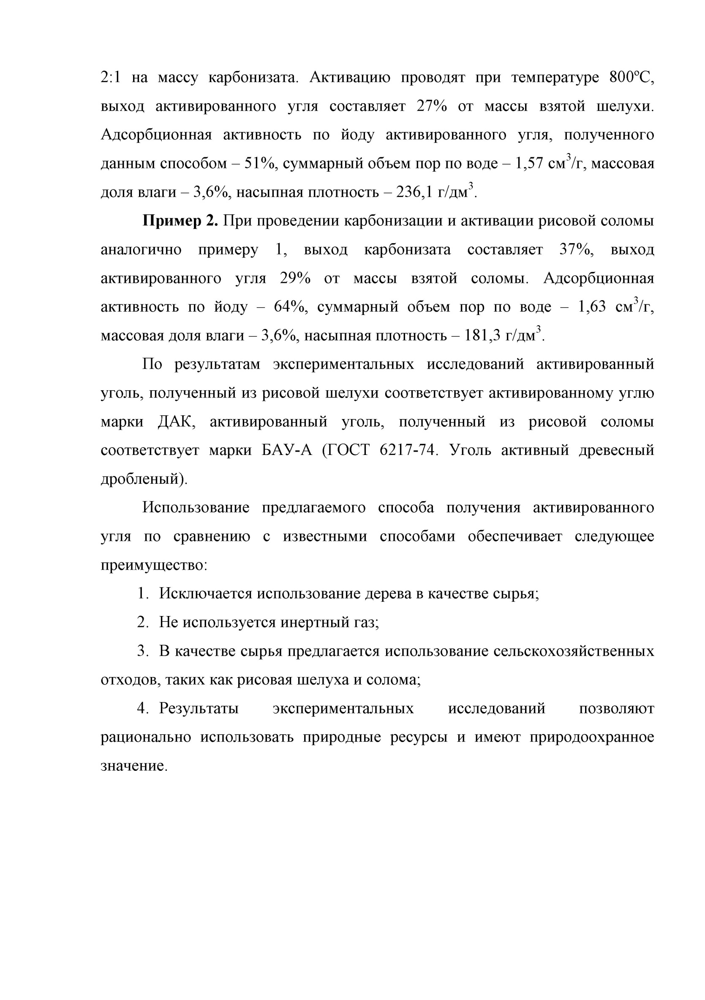 2:1 на массу карбонизата. Активацию проводят при температуре 800ºС,
выход активированного угля составляет 27% от массы взятой шелухи.
Адсорбционная активность по йоду активированного угля, полученного
данным способом – 51%, суммарный объем пор по воде – 1,57 см³/г, массовая
доля влаги – 3,6%, насыпная плотность – 236,1 г/дм³.
Пример 2. При проведении карбонизации и активации рисовой соломы
аналогично примеру 1, выход карбонизата составляет 37%, выход
активированного угля 29% от массы взятой соломы. Адсорбционная
активность по йоду – 64%, суммарный объем пор по воде – 1,63 см³/г,
массовая доля влаги – 3,6%, насыпная плотность – 181,3 г/дм³.
По результатам экспериментальных исследований активированный
уголь, полученный из рисовой шелухи соответствует активированному углю
марки ДАК, активированный уголь, полученный из рисовой соломы
соответствует марки БАУ-А (ГОСТ 6217-74. Уголь активный древесный
дробленый).
Использование предлагаемого способа получения активированного
угля по сравнению с известными способами обеспечивает следующее
преимущество:
1. Исключается использование дерева в качестве сырья;
2. Не используется инертный газ;
3. В качестве сырья предлагается использование сельскохозяйственных
отходов, таких как рисовая шелуха и солома;
4. Результаты экспериментальных исследований позволяют
рационально использовать природные ресурсы и имеют природоохранное
значение.